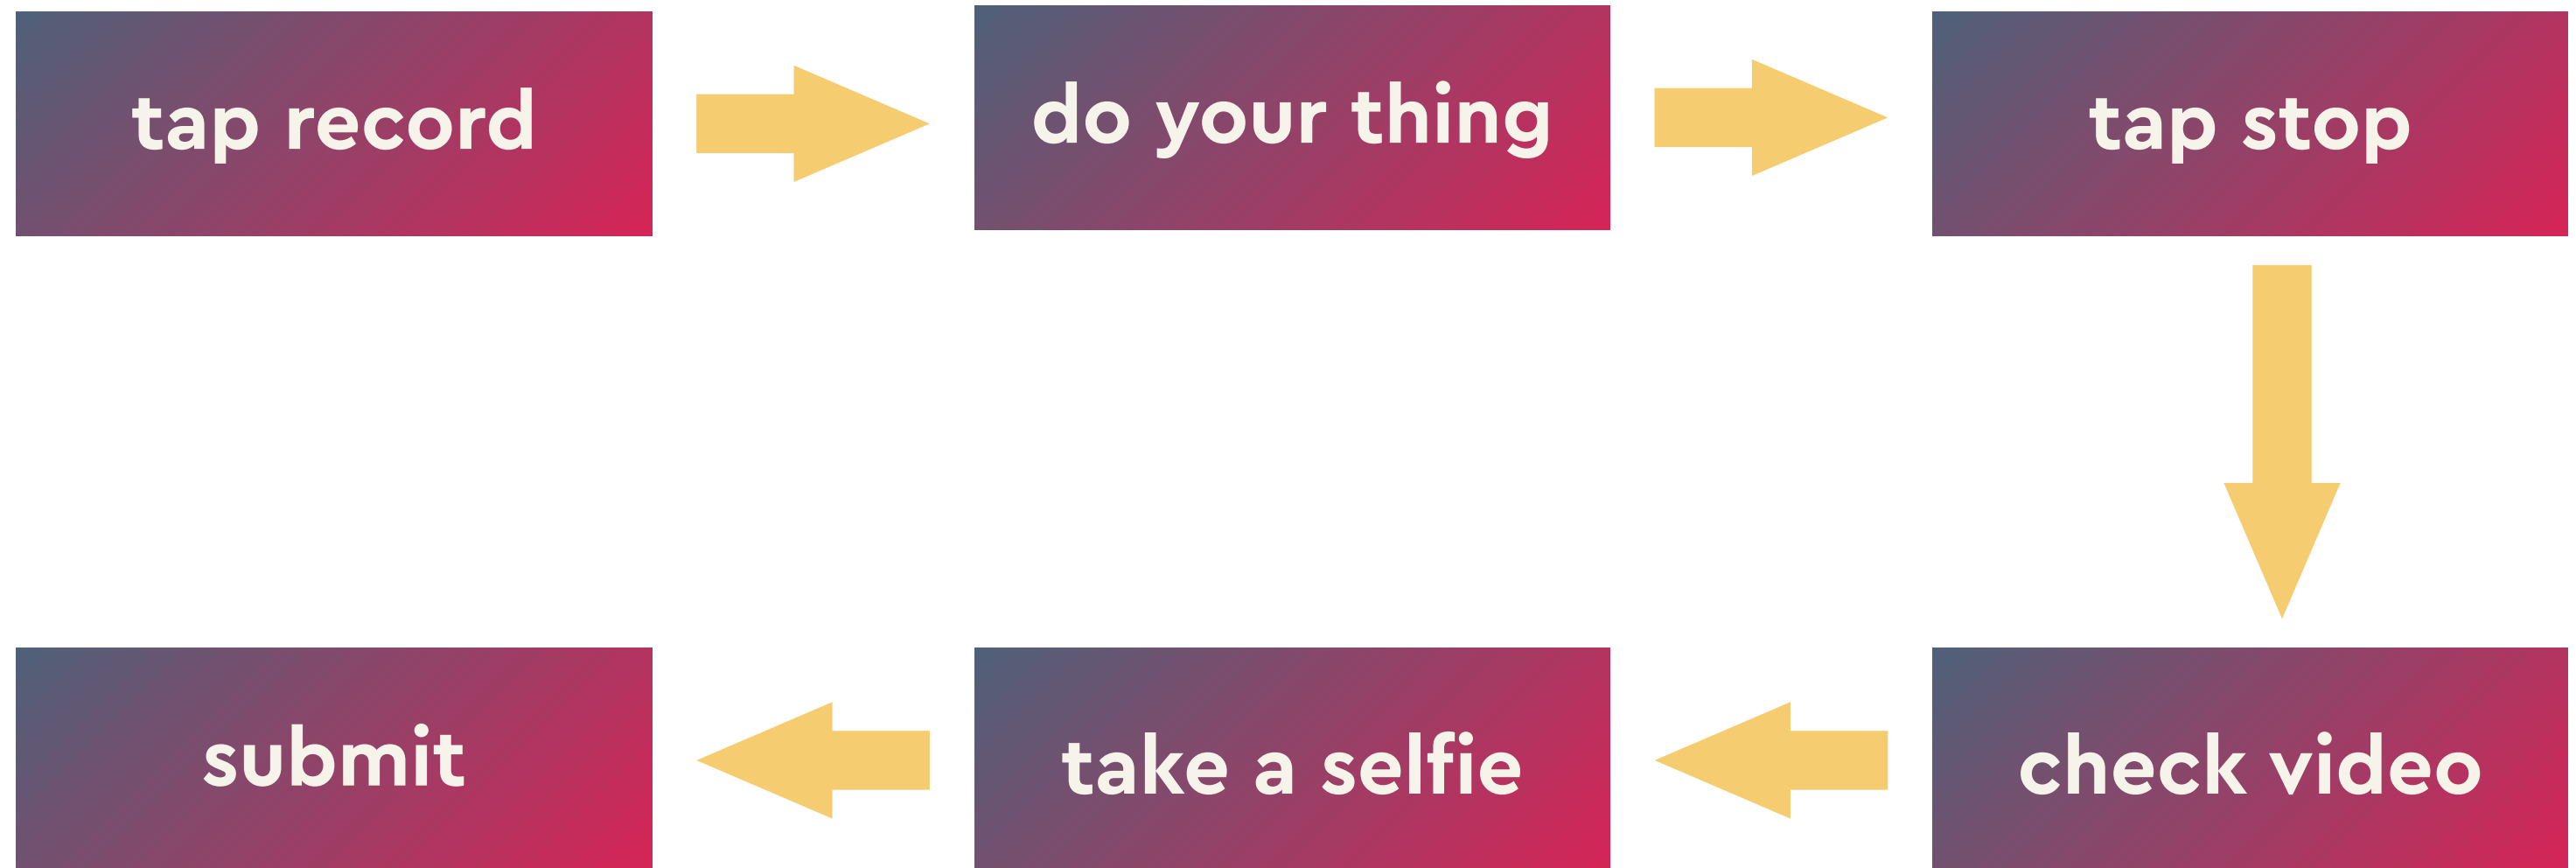 tap record
do your thing
tap stop
check video
take a selfie
submit